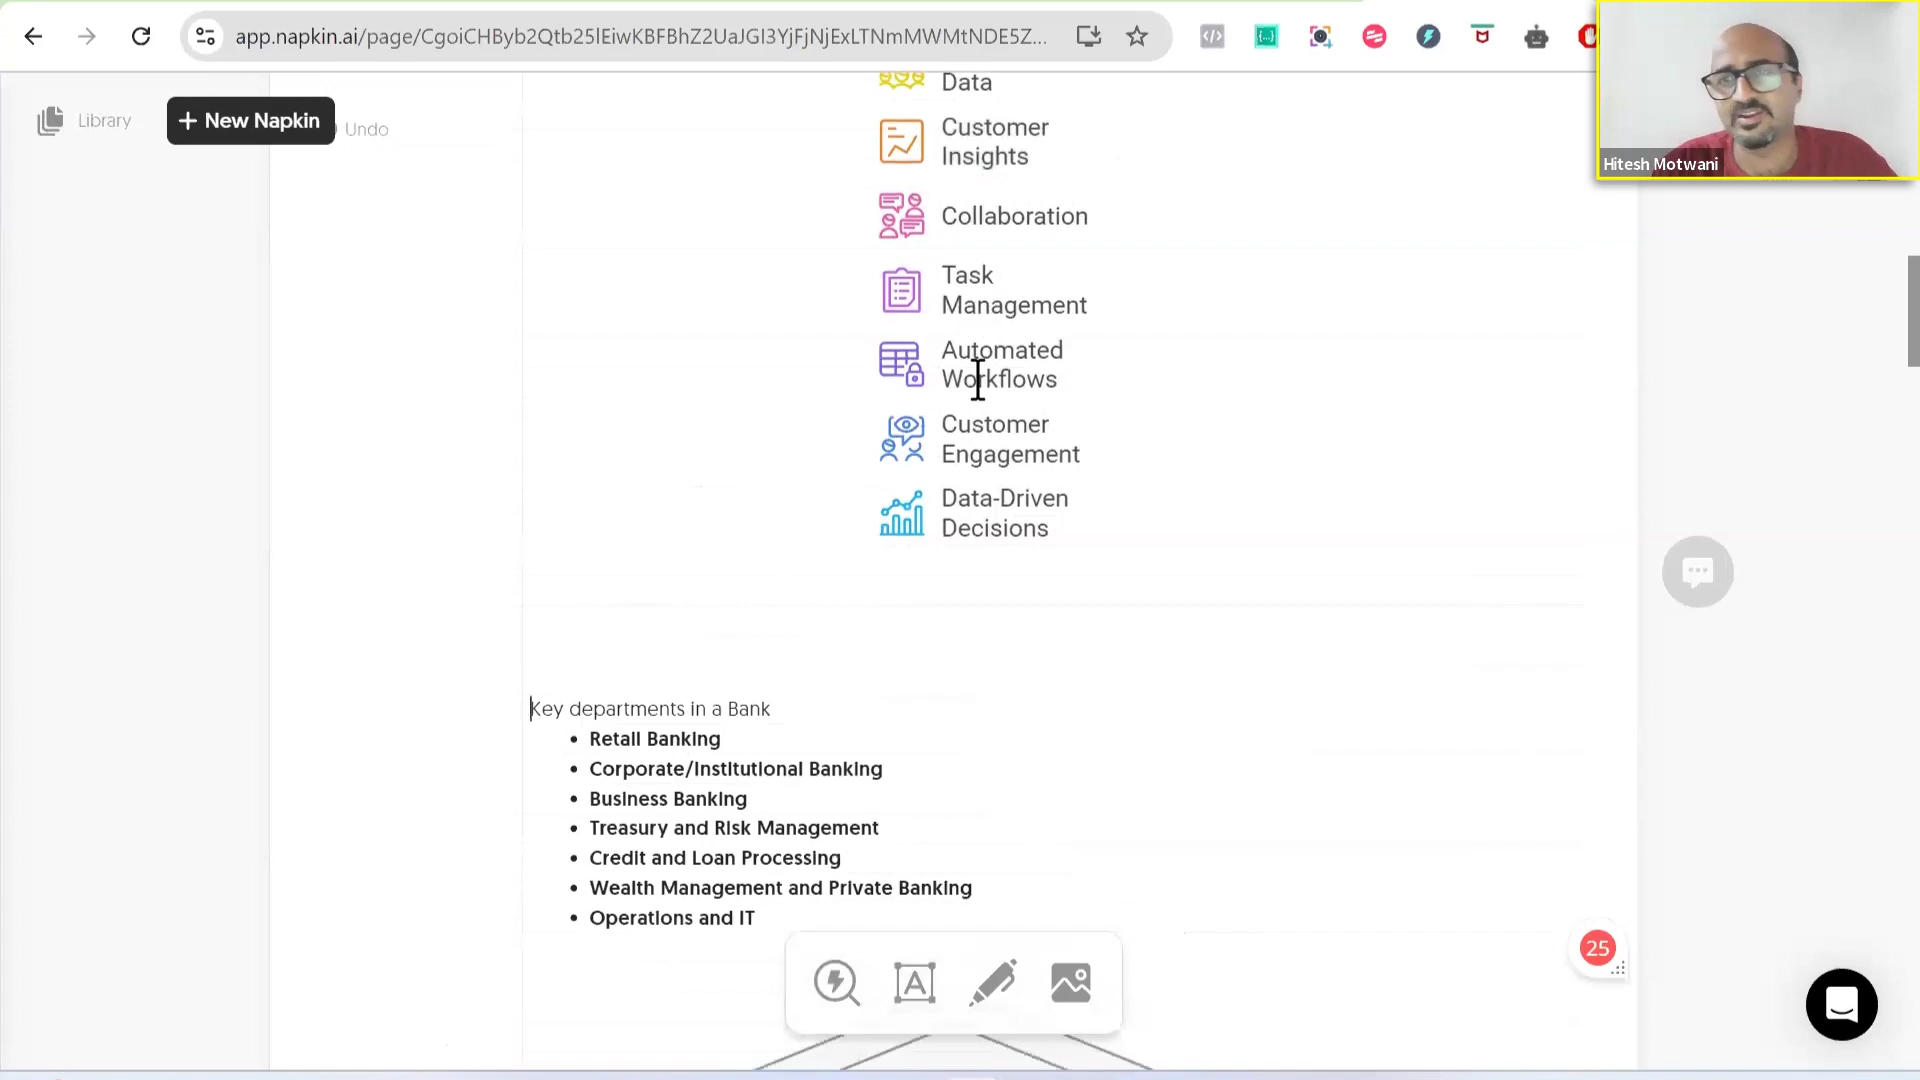 app.napkin.ai/page/CgoiCHByb2Qtb25lEiwKBFBhZ2UaJGI3YjFjNjExLTNmMWMtNDE5Z...
Library
+ New Napkin
Undo
Data
Customer
Insights
Collaboration
Task
Management
Automated
Workflows
Customer
Engagement
Data-Driven
Decisions
Hitesh Motwani
Key departments in a Bank
• Retail Banking
• Corporate/Institutional Banking
• Business Banking
• Treasury and Risk Management
• Credit and Loan Processing
• Wealth Management and Private Banking
• Operations and IT
A
25